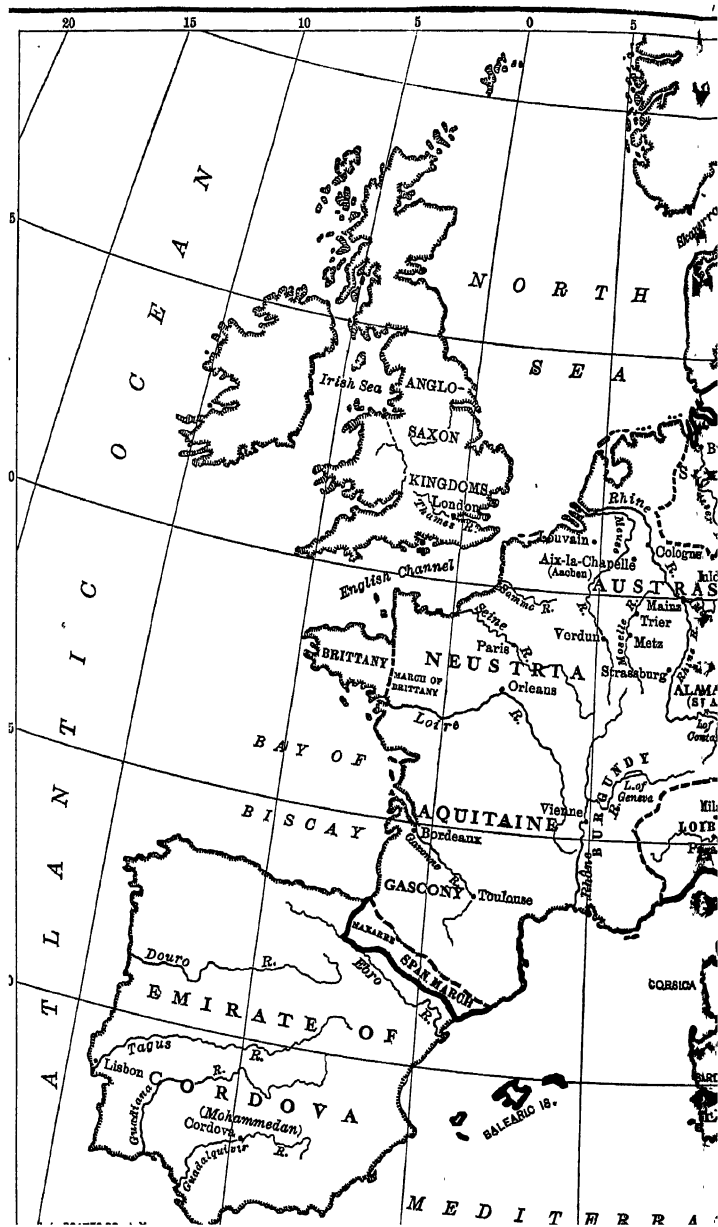 20 15 10 5 0 5
ATLANTIC OCEAN
NORTH
SEA
Irish Sea
ANGLO-
SAXON
KINGDOMS
London
Thames R.
English Channel
Rhine
Louvain
Cologne
R.
Aix-la-Chapelle
(Aachen)
AUSTRAS
Somme R.
Mainz
Trier
Seine
R.
Paris
Verdun
Moselle R.
Metz
NEUSTRIA
Strassburg
Rhine R.
BRITTANY
MARCH OF
BRITTANY
Orleans
ALAMA
Loire
R.
BAY OF
BISCAY
BURGUNDY
L. of
Geneva
R.
AQUITAINE
Vienne
Bordeaux
Garonne R.
Rhône
GASCONY
Toulouse
NAVARRE
SPAN MARCH
Douro R.
Ebro
R.
CORSICA
EMIRATE OF
Tagus
R.
Lisbon
CORDOVA
R.
Guadiana
(Mohammedan)
Cordova
Guadalquivir
R.
BALEARIC IS.
MEDITERRA